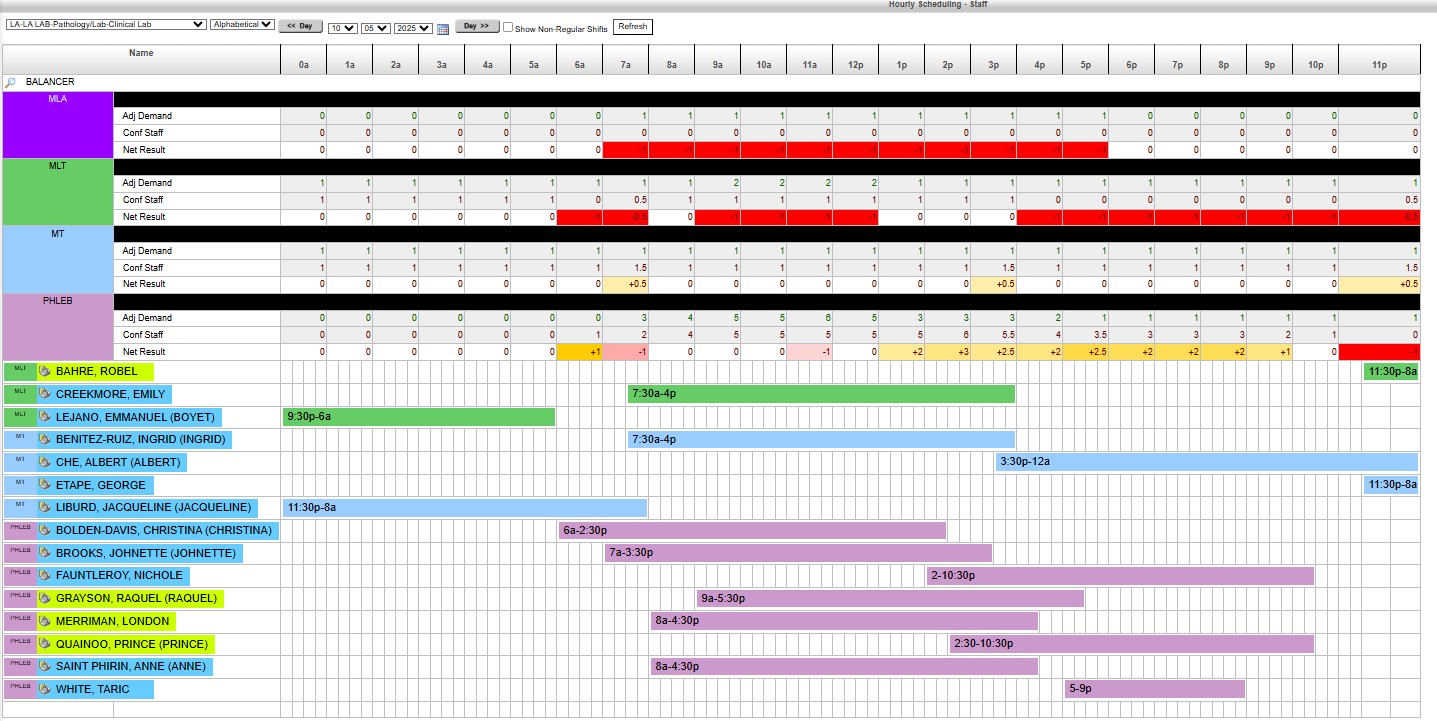 Hourly Scheduling - Staff
LA-LA LAB-Pathology/Lab-Clinical Lab Alphabetical << Day 10 05 2025 Day >> Show Non-Regular Shifts Refresh
Name 0a 1a 2a 3a 4a 5a 6a 7a 8a 9a 10a 11a 12p 1p 2p 3p 4p 5p 6p 7p 8p 9p 10p 11p
BALANCER
MLA
Adj Demand 0 0 0 0 0 0 0 1 1 1 1 1 1 1 1 1 1 1 0 0 0 0 0 0
Conf Staff 0 0 0 0 0 0 0 0 0 0 0 0 0 0 0 0 0 0 0 0 0 0 0 0
Net Result 0 0 0 0 0 0 0 -1 -1 -1 -1 -1 -1 -1 -1 -1 -1 -1 0 0 0 0 0 0
MLT
Adj Demand 1 1 1 1 1 1 1 1 1 2 2 2 2 1 1 1 1 1 1 1 1 1 1 1
Conf Staff 1 1 1 1 1 1 0 0.5 1 1 1 1 1 1 1 1 0 0 0 0 0 0 0 0.5
Net Result 0 0 0 0 0 0 -1 -0.5 0 -1 -1 -1 -1 0 0 0 -1 -1 -1 -1 -1 -1 -1 -0.5
MT
Adj Demand 1 1 1 1 1 1 1 1 1 1 1 1 1 1 1 1 1 1 1 1 1 1 1 1
Conf Staff 1 1 1 1 1 1 1 1.5 1 1 1 1 1 1 1 1.5 1 1 1 1 1 1 1 1.5
Net Result 0 0 0 0 0 0 0 +0.5 0 0 0 0 0 0 0 +0.5 0 0 0 0 0 0 0 +0.5
PHLEB
Adj Demand 0 0 0 0 0 0 0 3 4 5 5 6 5 3 3 3 2 1 1 1 1 1 1 1
Conf Staff 0 0 0 0 0 0 1 2 4 5 5 5 5 5 6 5.5 4 3.5 3 3 3 2 1 0
Net Result 0 0 0 0 0 0 +1 -1 0 0 0 -1 0 +2 +3 +2.5 +2 +2.5 +2 +2 +2 +1 0 -1
MLT BAHRE, ROBEL 11:30p-8a
MLT CREEKMORE, EMILY 7:30a-4p
MLT LEJANO, EMMANUEL (BOYET) 9:30p-6a
MT BENITEZ-RUIZ, INGRID (INGRID) 7:30a-4p
MT CHE, ALBERT (ALBERT) 3:30p-12a
MT ETAPE, GEORGE 11:30p-8a
MT LIBURD, JACQUELINE (JACQUELINE) 11:30p-8a
PHLEB BOLDEN-DAVIS, CHRISTINA (CHRISTINA) 6a-2:30p
PHLEB BROOKS, JOHNETTE (JOHNETTE) 7a-3:30p
PHLEB FAUNTLEROY, NICHOLE 2-10:30p
PHLEB GRAYSON, RAQUEL (RAQUEL) 9a-5:30p
PHLEB MERRIMAN, LONDON 8a-4:30p
PHLEB QUAINOO, PRINCE (PRINCE) 2:30-10:30p
PHLEB SAINT PHIRIN, ANNE (ANNE) 8a-4:30p
PHLEB WHITE, TARIC 5-9p